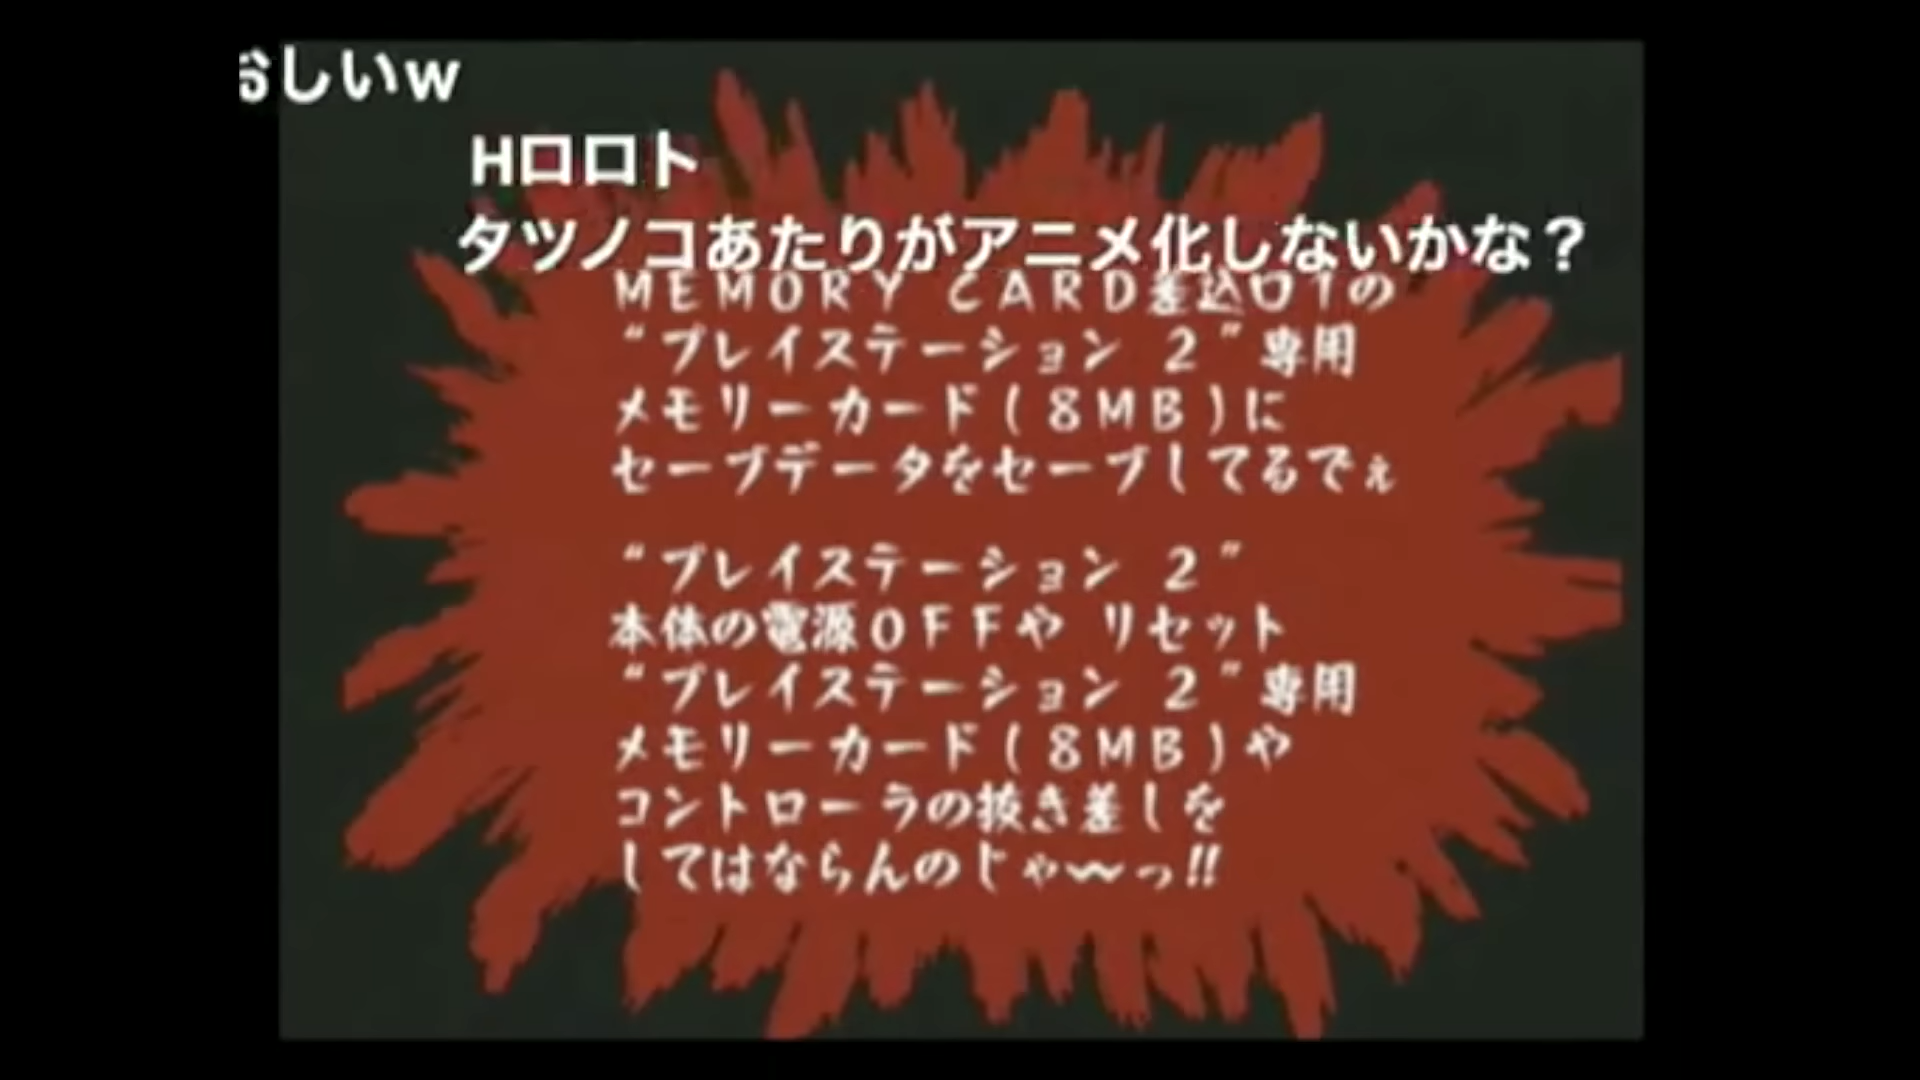 おしいw
Hロロト
タツノコあたりがアニメ化しないかな？
MEMORY CARD差込口1の
“プレイステーション 2”専用
メモリーカード(8MB)に
セーブデータをセーブしてるでぇ
“プレイステーション 2”
本体の電源OFFや リセット
“プレイステーション 2”専用
メモリーカード(8MB)や
コントローラの抜き差しを
してはならんのじゃ〜っ!!